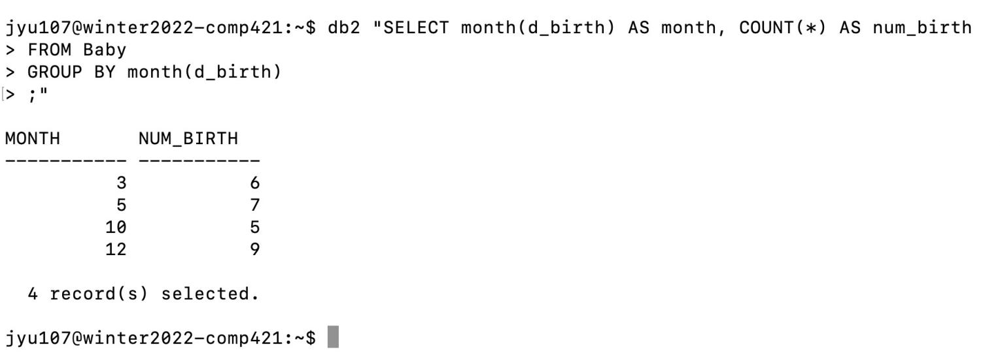 jyu107@winter2022-comp421:~$ db2 "SELECT month(d_birth) AS month, COUNT(*) AS num_birth
> FROM Baby
> GROUP BY month(d_birth)
[> ;"
MONTH       NUM_BIRTH
----------- -----------
          3           6
          5           7
         10           5
         12           9
  4 record(s) selected.
jyu107@winter2022-comp421:~$